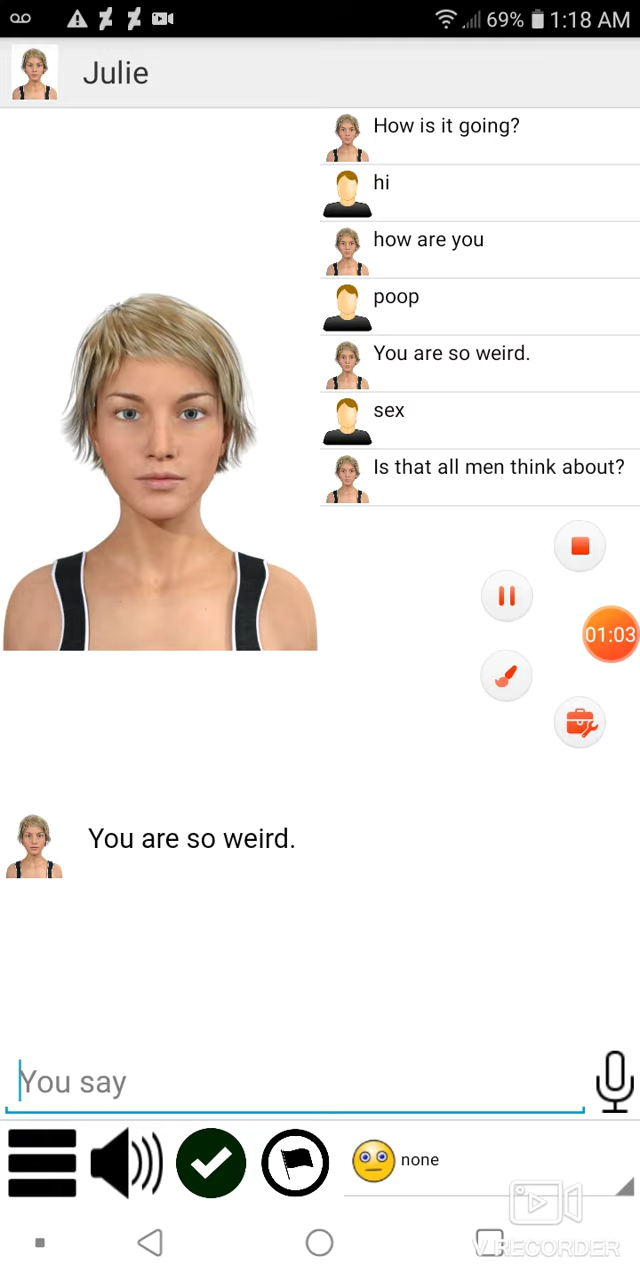 69% 1:18 AM
Julie
How is it going?
hi
how are you
poop
You are so weird.
sex
Is that all men think about?
01:03
You are so weird.
You say
none
V RECORDER